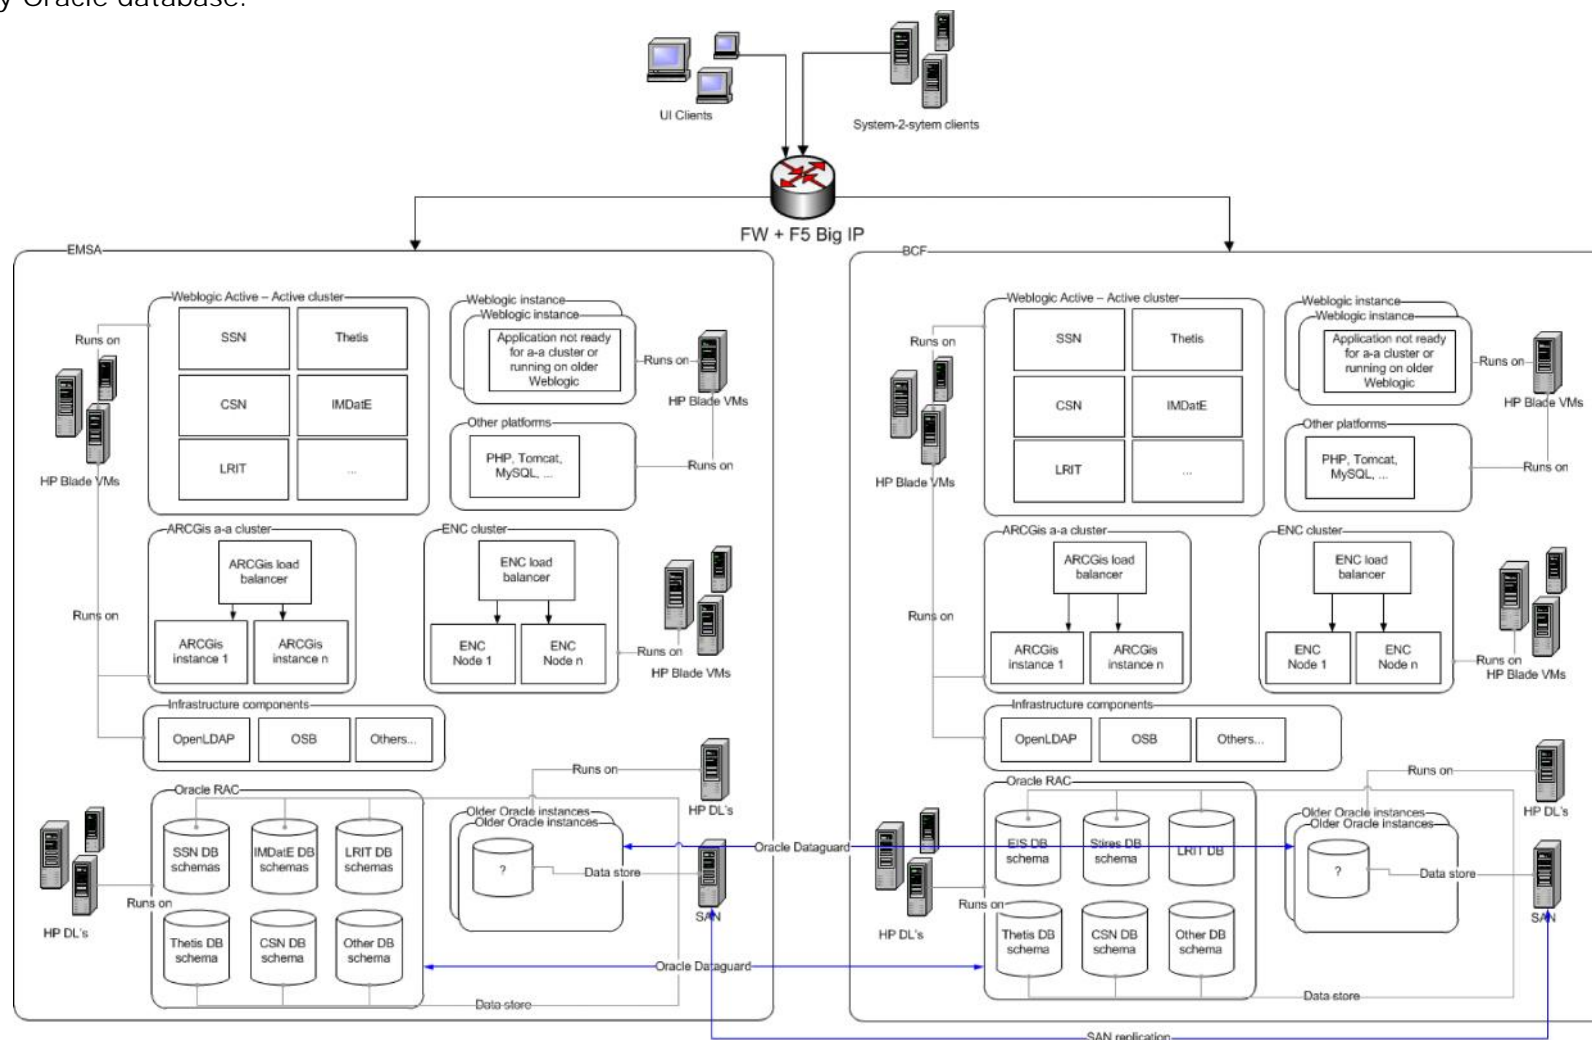 y Oracle database.
UI Clients
System-2-sytem clients
FW + F5 Big IP
EMSA
Weblogic Active – Active cluster
SSN
Thetis
CSN
IMDatE
LRIT
...
Weblogic instance
Weblogic instance
Application not ready
for a-a cluster or
running on older
Weblogic
Runs on
HP Blade VMs
Runs on
HP Blade VMs
Other platforms
PHP, Tomcat,
MySQL, ...
Runs on
ARCGis a-a cluster
ARCGis load
balancer
ARCGis
instance 1
ARCGis
instance n
Runs on
ENC cluster
ENC load
balancer
ENC
Node 1
ENC
Node n
Runs on
HP Blade VMs
Infrastructure components
OpenLDAP
OSB
Others...
Oracle RAC
SSN DB
schemas
IMDatE DB
schemas
LRIT DB
schemas
Thetis DB
schema
CSN DB
schema
Other DB
schema
Runs on
HP DL's
Older Oracle instances
Older Oracle instances
?
Runs on
HP DL's
Data store
SAN
Data store
Oracle Dataguard
Oracle Dataguard
BCF
Weblogic Active – Active cluster
SSN
Thetis
CSN
IMDatE
LRIT
...
Weblogic instance
Weblogic instance
Application not ready
for a-a cluster or
running on older
Weblogic
Runs on
HP Blade VMs
Runs on
HP Blade VMs
Other platforms
PHP, Tomcat,
MySQL, ...
Runs on
ARCGis a-a cluster
ARCGis load
balancer
ARCGis
instance 1
ARCGis
instance n
Runs on
ENC cluster
ENC load
balancer
ENC
Node 1
ENC
Node n
Runs on
HP Blade VMs
Infrastructure components
OpenLDAP
OSB
Others...
Oracle RAC
EIS DB
schema
Stires DB
schema
LRIT DB
Thetis DB
schema
CSN DB
schema
Other DB
schema
Runs on
HP DL's
Older Oracle instances
Older Oracle instances
?
Runs on
HP DL's
Data store
SAN
Data store
SAN replication